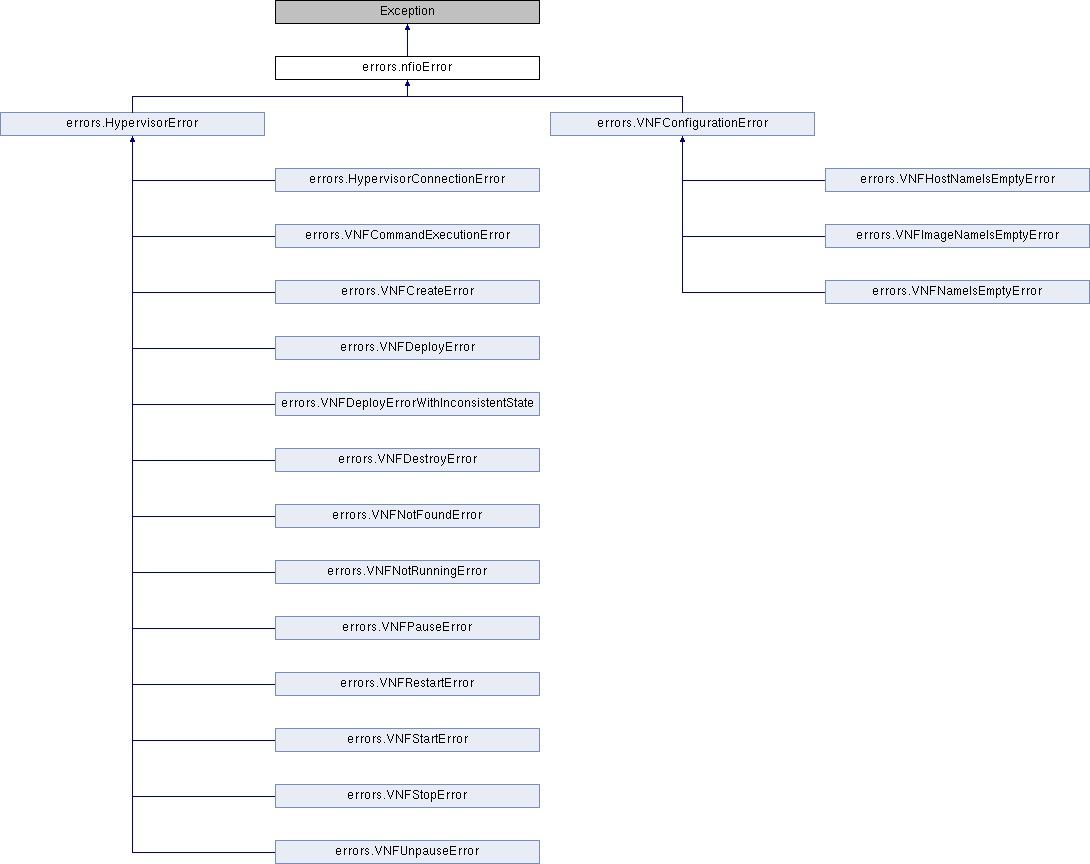 Exception
errors.nfioError
errors.HypervisorError
errors.VNFConfigurationError
errors.HypervisorConnectionError
errors.VNFHostNameIsEmptyError
errors.VNFCommandExecutionError
errors.VNFImageNameIsEmptyError
errors.VNFCreateError
errors.VNFNameIsEmptyError
errors.VNFDeployError
errors.VNFDeployErrorWithInconsistentState
errors.VNFDestroyError
errors.VNFNotFoundError
errors.VNFNotRunningError
errors.VNFPauseError
errors.VNFRestartError
errors.VNFStartError
errors.VNFStopError
errors.VNFUnpauseError